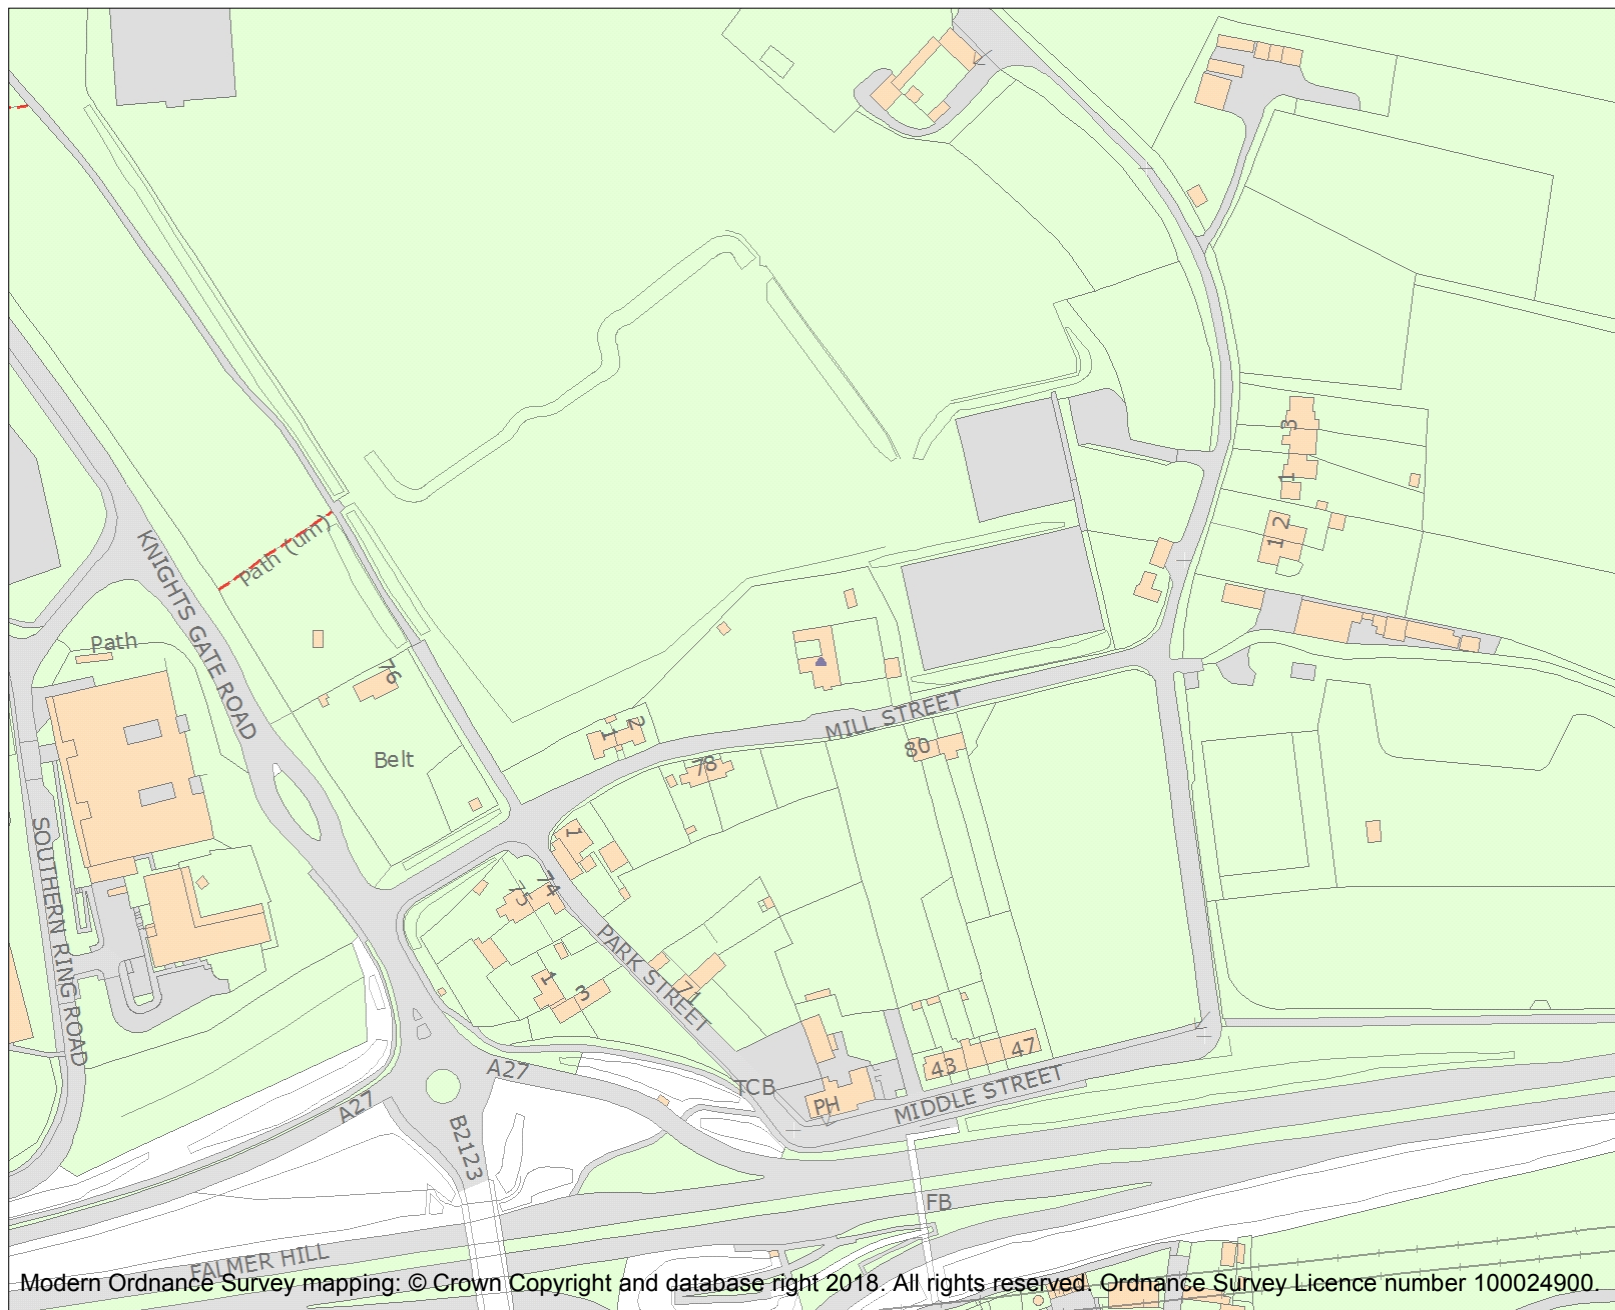 3
1
2
1
KNIGHTS GATE ROAD
Path (um)
Path
76
MILL STREET
1
2
80
Belt
78
1
SOUTHERN RING ROAD
74
75
PARK STREET
71
1
3
A27
43
47
TCB
PH
MIDDLE STREET
A27
B2123
FB
FALMER HILL
Modern Ordnance Survey mapping: © Crown Copyright and database right 2018. All rights reserved. Ordnance Survey Licence number 100024900.